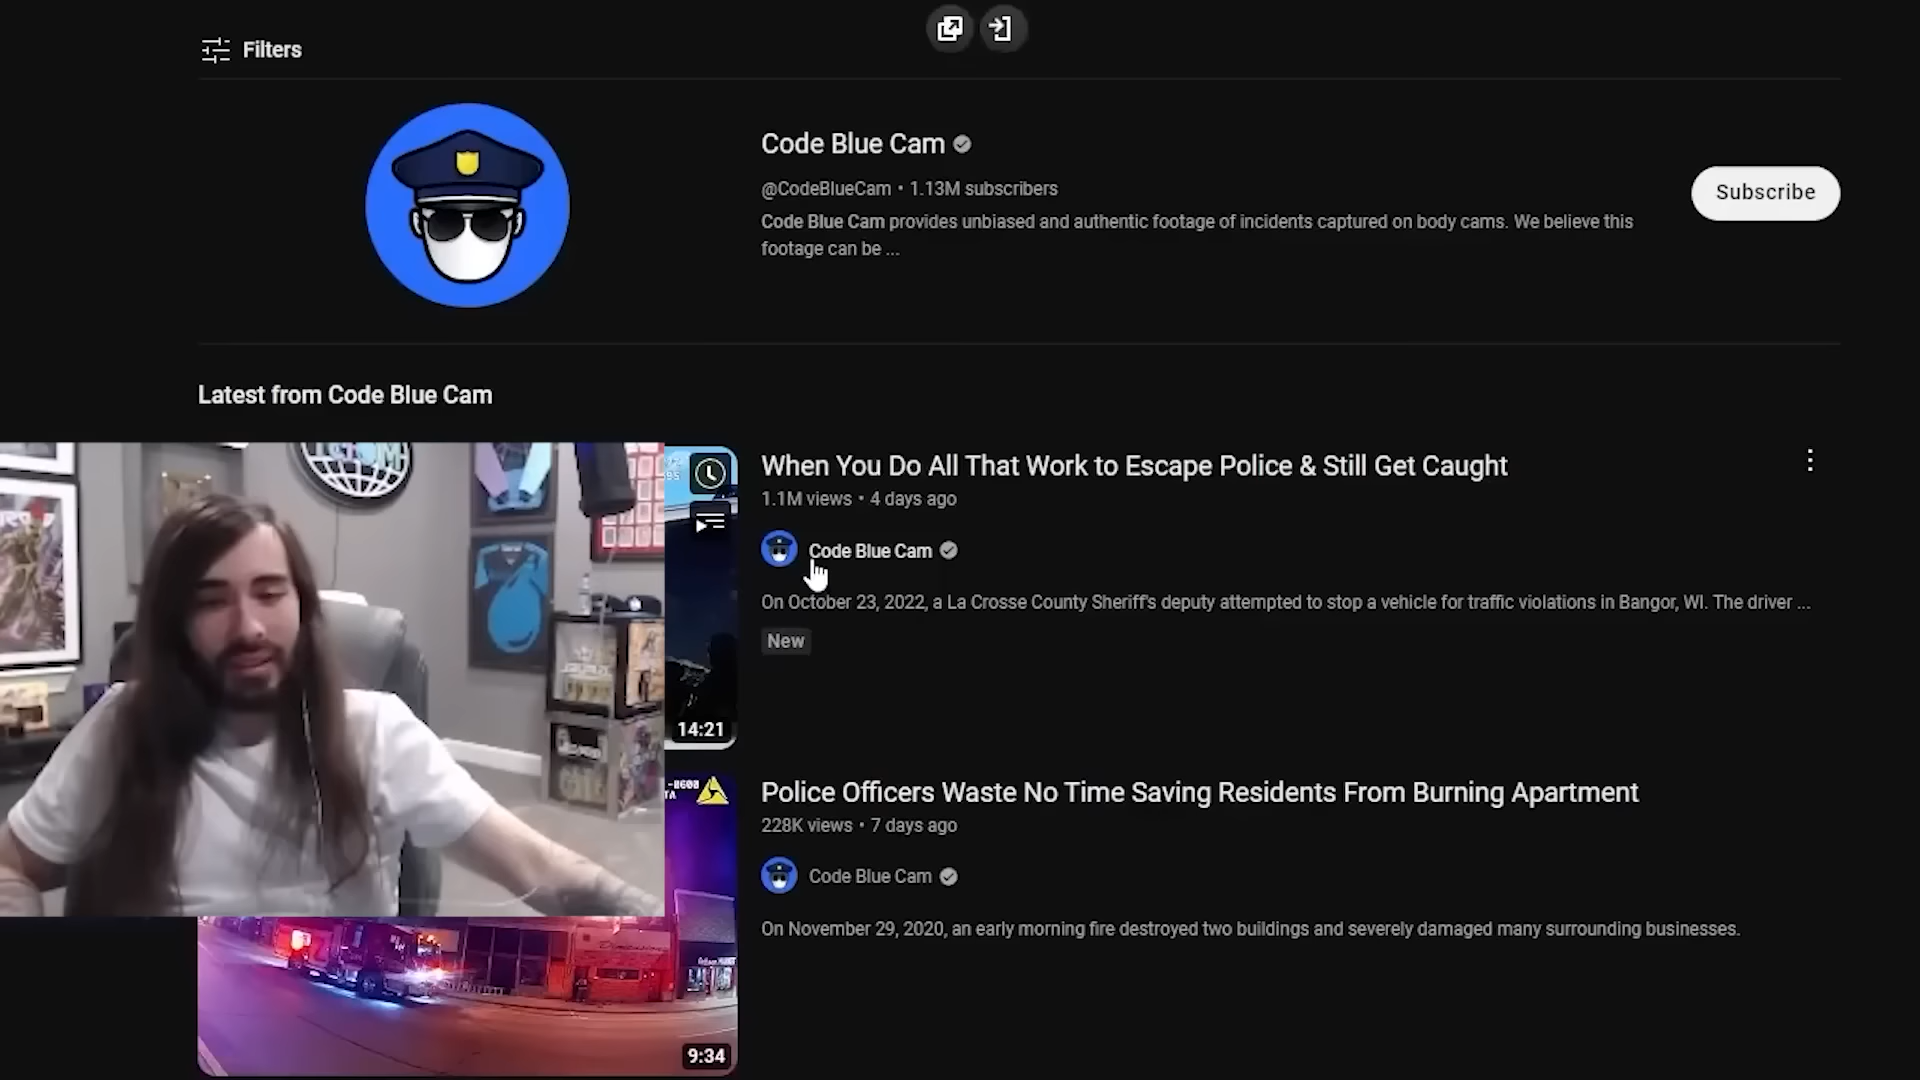 Filters
Code Blue Cam
@CodeBlueCam • 1.13M subscribers
Subscribe
Code Blue Cam provides unbiased and authentic footage of incidents captured on body cams. We believe this
footage can be ...
Latest from Code Blue Cam
When You Do All That Work to Escape Police & Still Get Caught
1.1M views • 4 days ago
Code Blue Cam
On October 23, 2022, a La Crosse County Sheriff's deputy attempted to stop a vehicle for traffic violations in Bangor, WI. The driver ...
New
14:21
Police Officers Waste No Time Saving Residents From Burning Apartment
228K views • 7 days ago
Code Blue Cam
On November 29, 2020, an early morning fire destroyed two buildings and severely damaged many surrounding businesses.
9:34